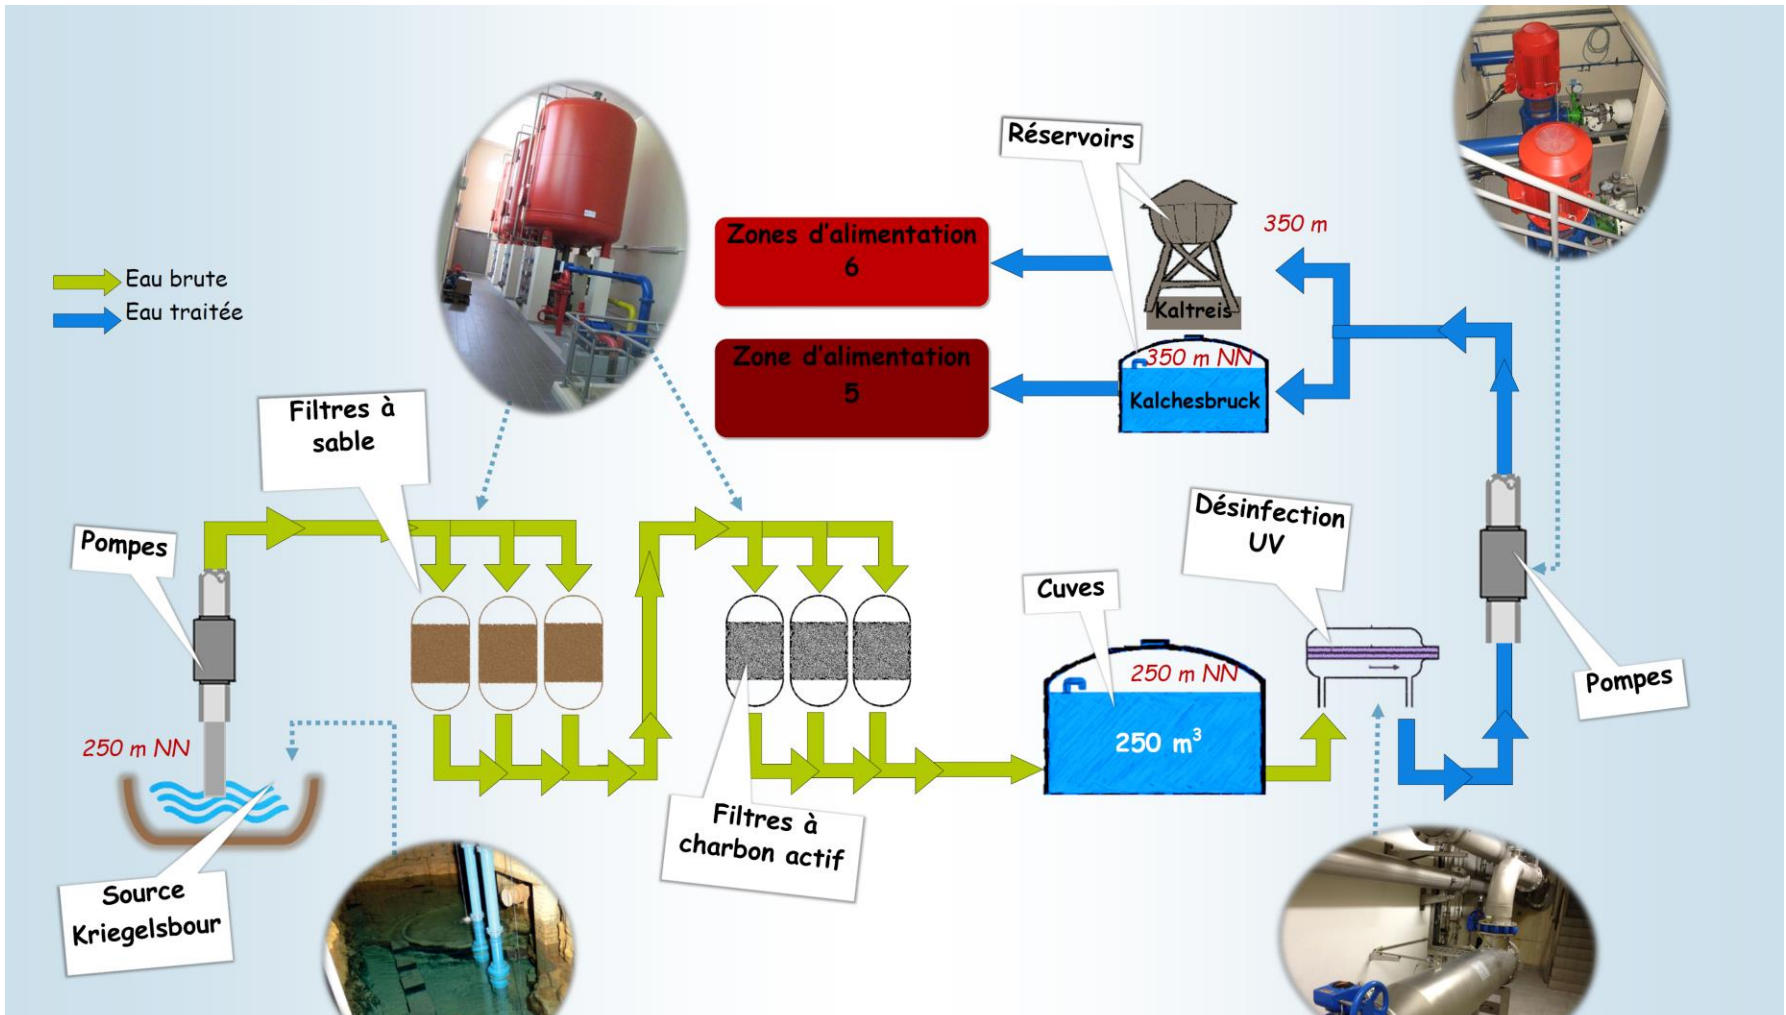 Réservoirs
Zones d'alimentation
6
350 m
Eau brute
Eau traitée
Kaltreis
Zone d'alimentation
5
350 m NN
Kalchesbruck
Filtres à
sable
Désinfection
UV
Pompes
Cuves
250 m NN
Pompes
250 m NN
250 m³
Filtres à
charbon actif
Source
Kriegelsbour